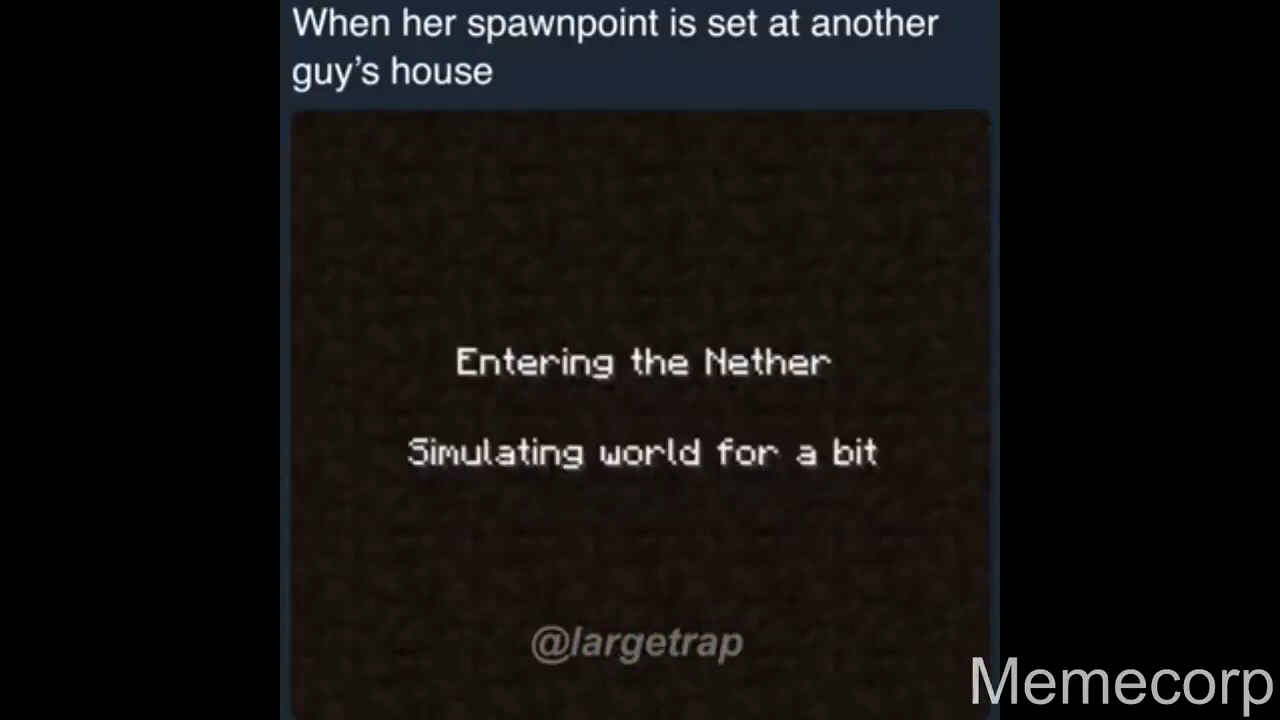 When her spawnpoint is set at another
guy’s house
Entering the Nether
Simulating world for a bit
@largetrap
Memecorp